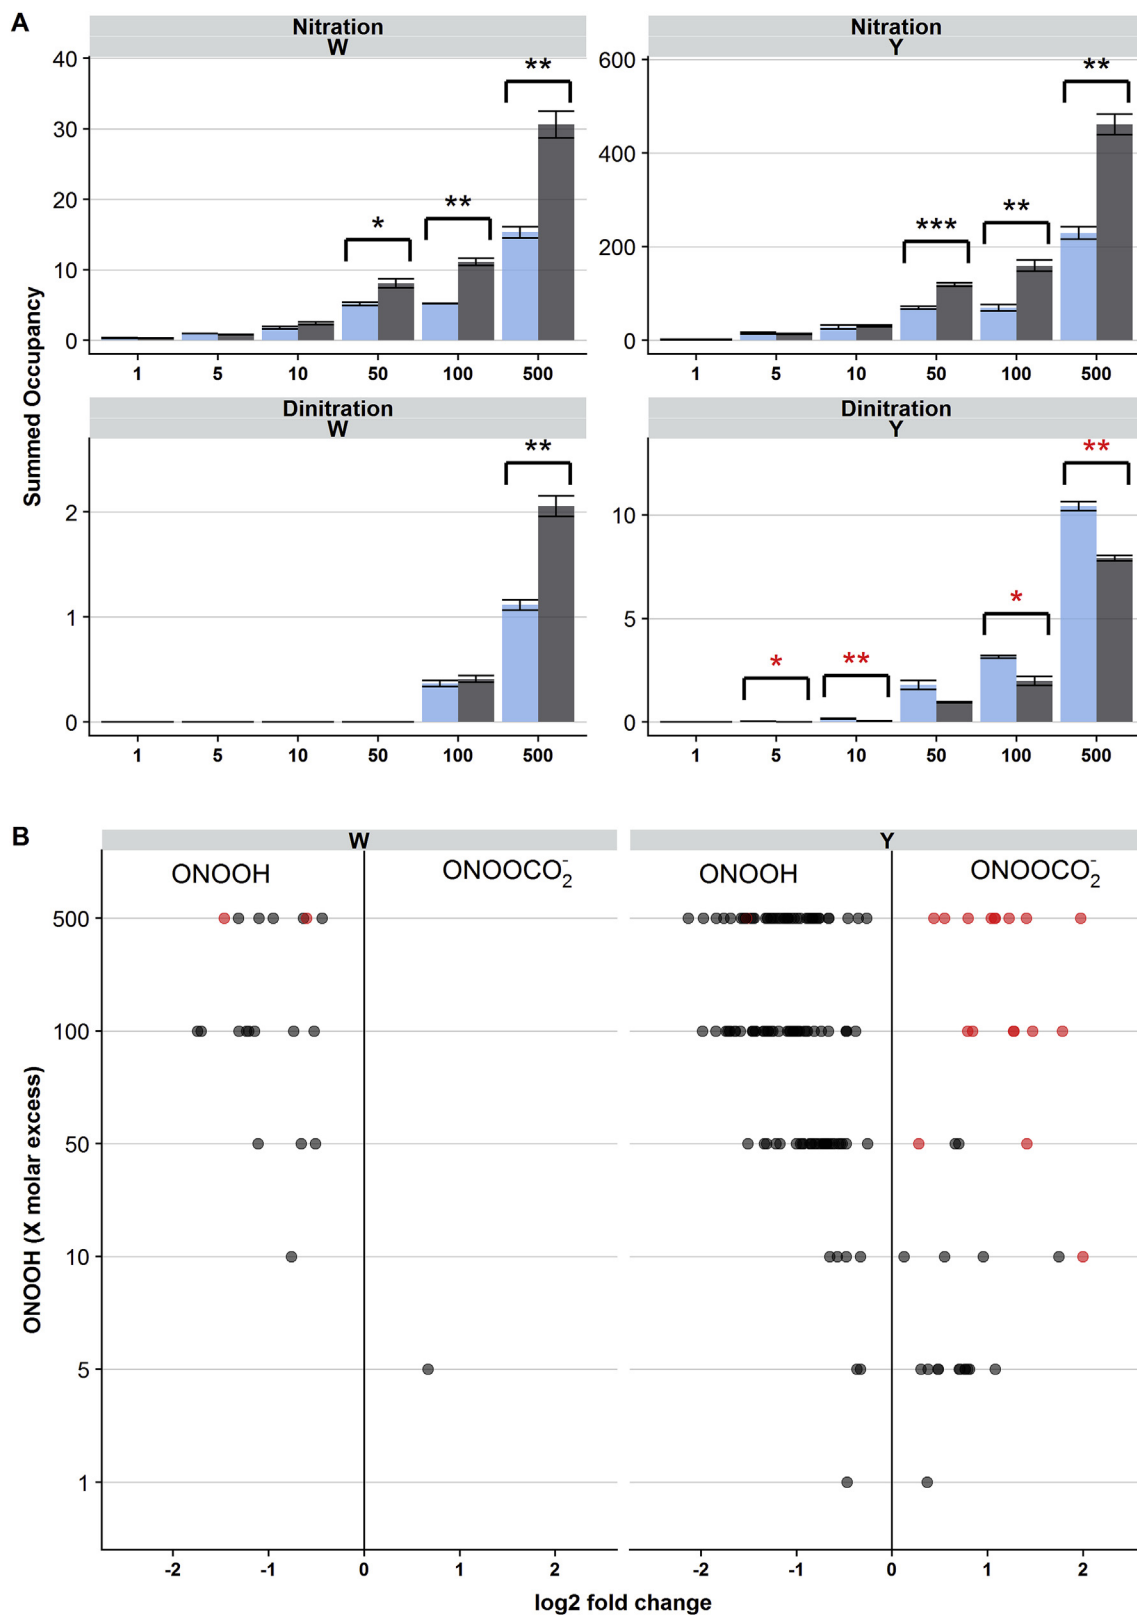 A
Nitration
W
Nitration
Y
Summed Occupancy
40
30
20
10
0
*
**
**
1 5 10 50 100 500
600
400
200
0
***
**
**
1 5 10 50 100 500
Dinitration
W
Dinitration
Y
2
1
0
**
1 5 10 50 100 500
10
5
0
*
**
*
**
1 5 10 50 100 500
B
W
Y
ONOOH
ONOOCO₂⁻
ONOOH
ONOOCO₂⁻
ONOOH (X molar excess)
500
100
50
10
5
1
-2 -1 0 1 2
-2 -1 0 1 2
log2 fold change